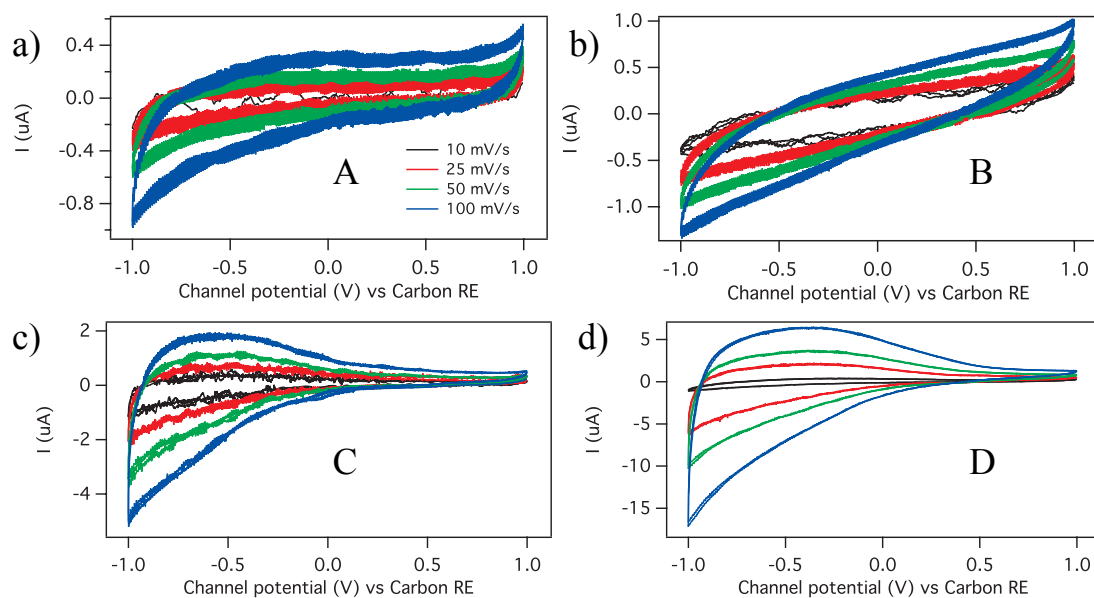 a)
0.4
0.0
-0.4
-0.8
I (uA)
10 mV/s
25 mV/s
50 mV/s
100 mV/s
A
-1.0 -0.5 0.0 0.5 1.0
Channel potential (V) vs Carbon RE
b)
1.0
0.5
0.0
-0.5
-1.0
I (uA)
B
-1.0 -0.5 0.0 0.5 1.0
Channel potential (V) vs Carbon RE
c)
2
0
-2
-4
I (uA)
C
-1.0 -0.5 0.0 0.5 1.0
Channel potential (V) vs Carbon RE
d)
5
0
-5
-10
-15
I (uA)
D
-1.0 -0.5 0.0 0.5 1.0
Channel potential (V) vs Carbon RE